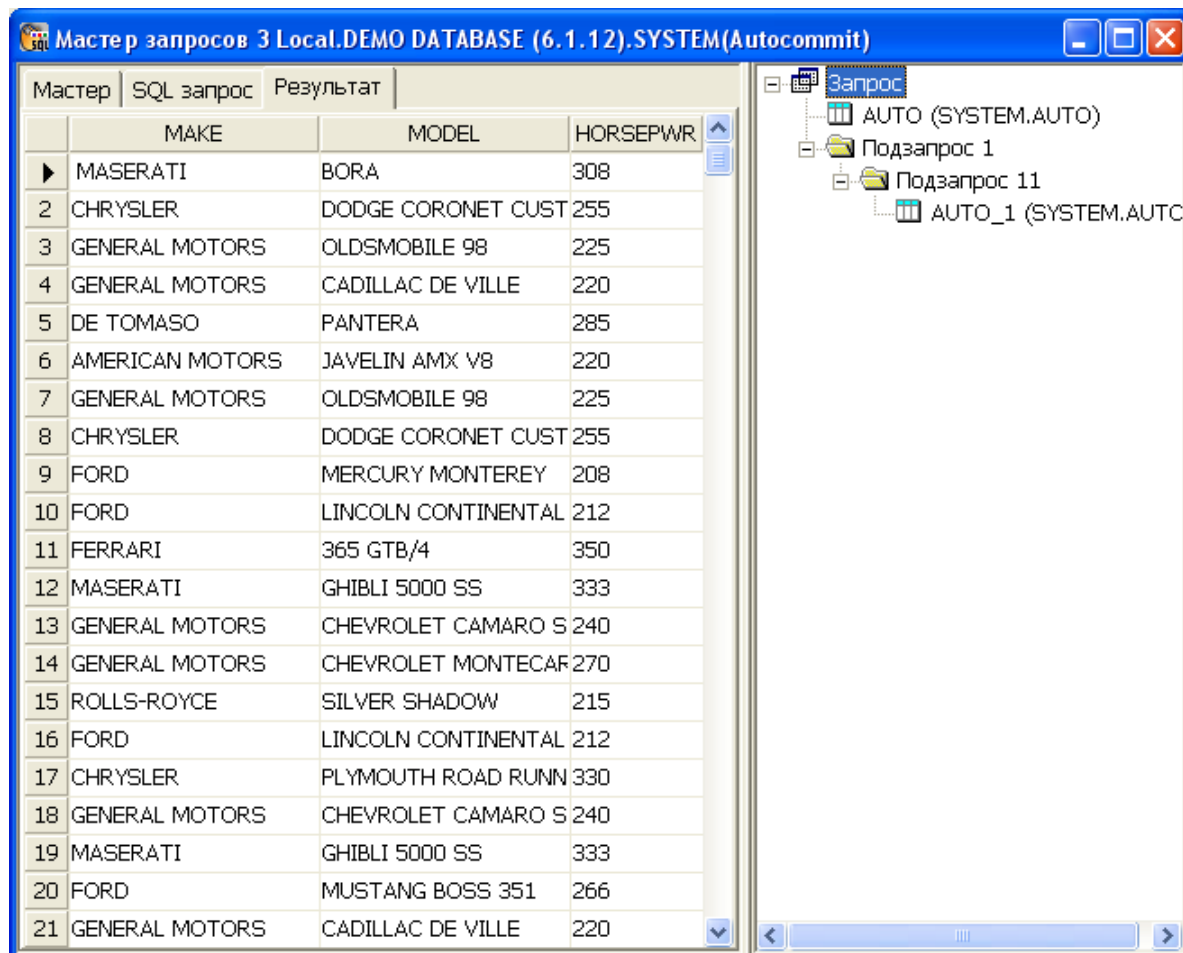 Мастер запросов 3 Local.DEMO DATABASE (6.1.12).SYSTEM(Autocommit)
Мастер SQL запрос Результат
MAKE MODEL HORSEPWR
MASERATI BORA 308
2 CHRYSLER DODGE CORONET CUST 255
3 GENERAL MOTORS OLDSMOBILE 98 225
4 GENERAL MOTORS CADILLAC DE VILLE 220
5 DE TOMASO PANTERA 285
6 AMERICAN MOTORS JAVELIN AMX V8 220
7 GENERAL MOTORS OLDSMOBILE 98 225
8 CHRYSLER DODGE CORONET CUST 255
9 FORD MERCURY MONTEREY 208
10 FORD LINCOLN CONTINENTAL 212
11 FERRARI 365 GTB/4 350
12 MASERATI GHIBLI 5000 SS 333
13 GENERAL MOTORS CHEVROLET CAMARO S 240
14 GENERAL MOTORS CHEVROLET MONTECAR 270
15 ROLLS-ROYCE SILVER SHADOW 215
16 FORD LINCOLN CONTINENTAL 212
17 CHRYSLER PLYMOUTH ROAD RUNN 330
18 GENERAL MOTORS CHEVROLET CAMARO S 240
19 MASERATI GHIBLI 5000 SS 333
20 FORD MUSTANG BOSS 351 266
21 GENERAL MOTORS CADILLAC DE VILLE 220
Запрос
AUTO (SYSTEM.AUTO)
Подзапрос 1
Подзапрос 11
AUTO_1 (SYSTEM.AUTO